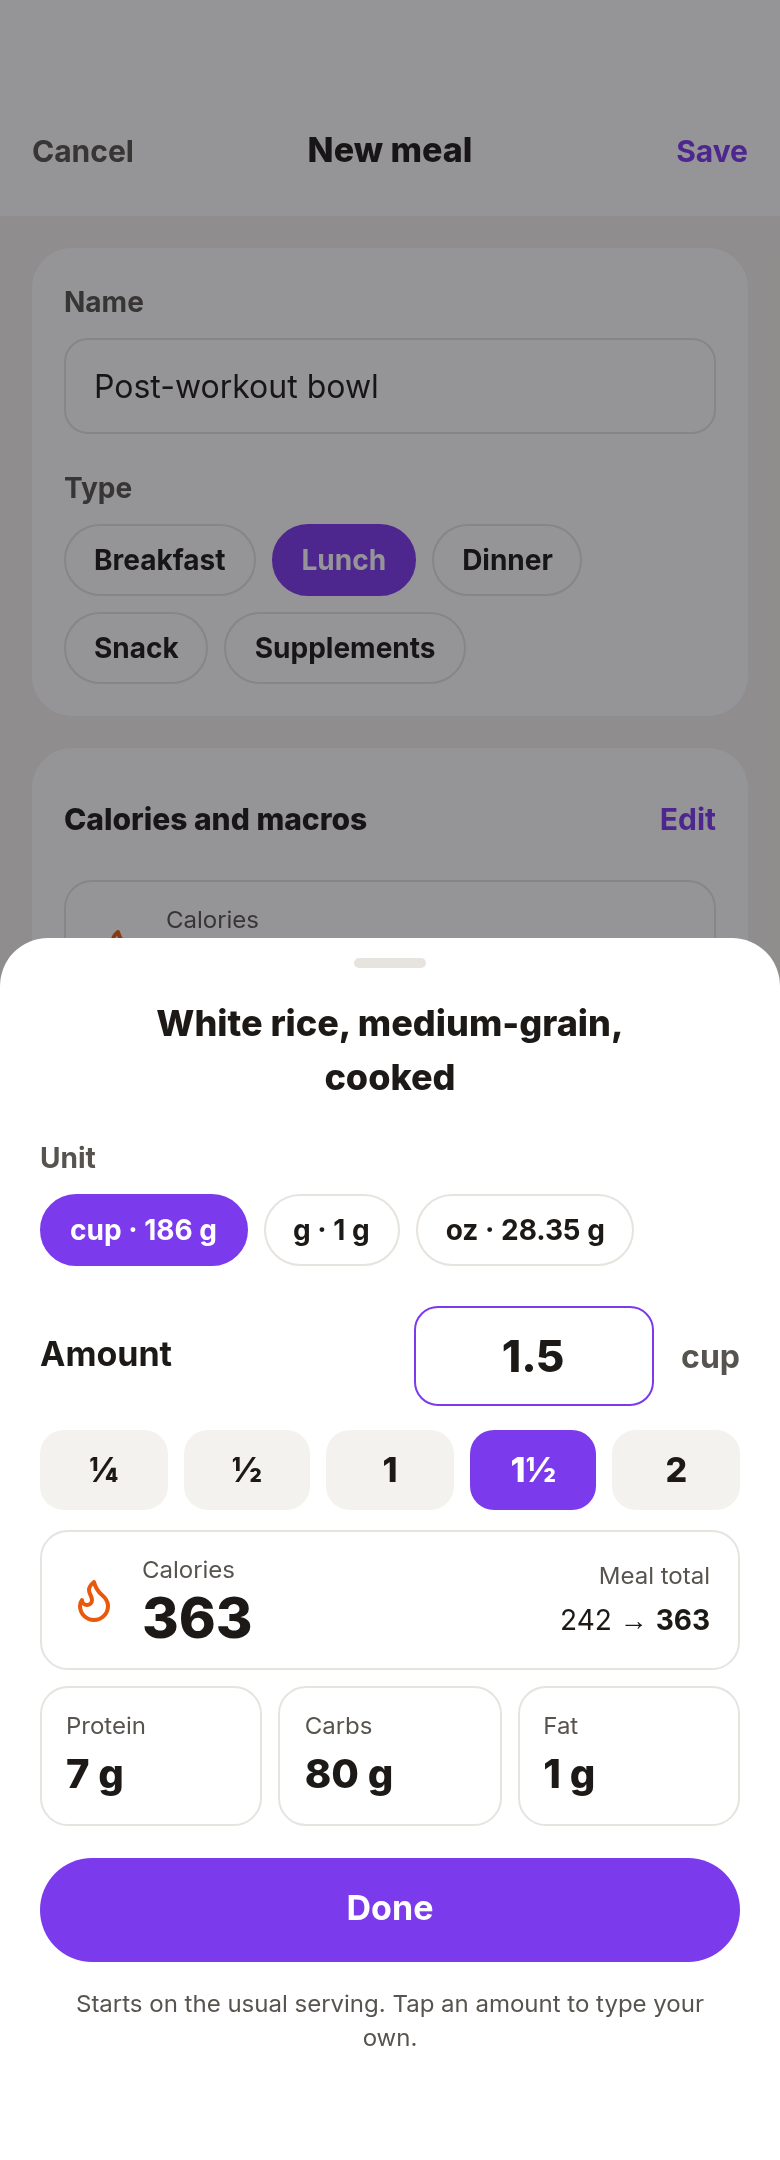 Cancel
New meal
Save
Name
Post-workout bowl
Type
Breakfast
Lunch
Dinner
Snack
Supplements
Calories and macros
Edit
Calories
White rice, medium-grain,
cooked
Unit
cup · 186 g
g · 1 g
oz · 28.35 g
Amount
1.5
cup
¼
½
1
1½
2
Calories
363
Meal total
242 → 363
Protein
7 g
Carbs
80 g
Fat
1 g
Done
Starts on the usual serving. Tap an amount to type your
own.